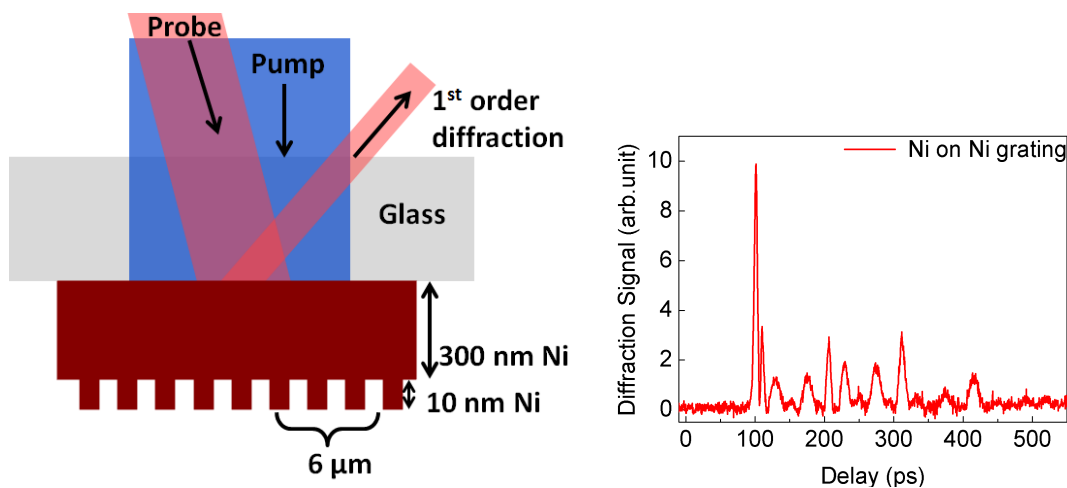 Probe
Pump
1st order
diffraction
Glass
300 nm Ni
10 nm Ni
6 μm
Diffraction Signal (arb.unit)
10
8
6
4
2
0
Ni on Ni grating
0 100 200 300 400 500
Delay (ps)